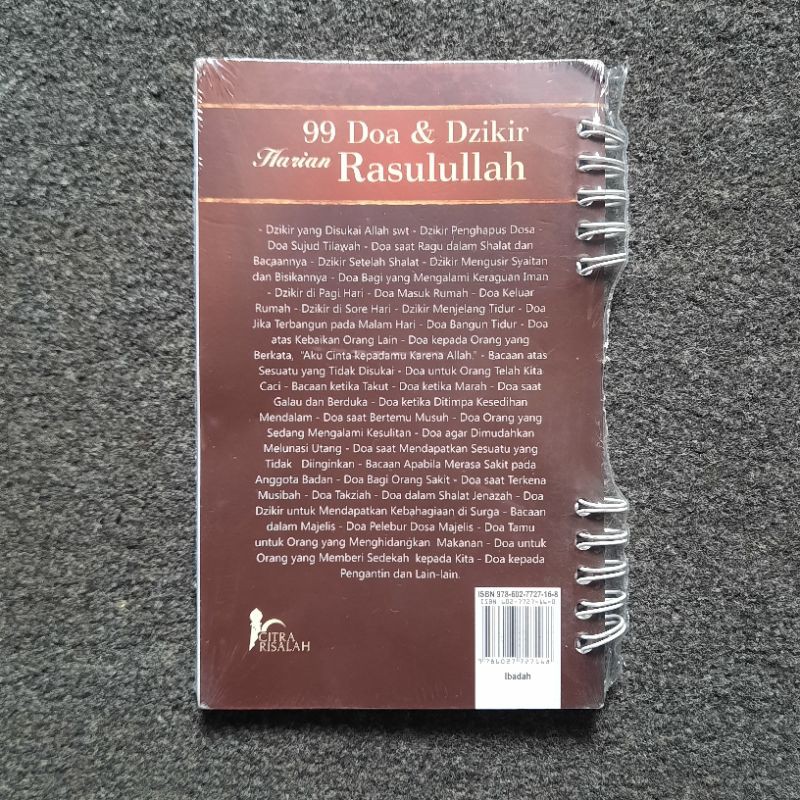 99 Doa & Dzikir
Harian Rasulullah
- Dzikir yang Disukai Allah swt - Dzikir Penghapus Dosa -
Doa Sujud Tilawah - Doa saat Ragu dalam Shalat dan
Bacaannya - Dzikir Setelah Shalat - Dzikir Mengusir Syaitan
dan Bisikannya - Doa Bagi yang Mengalami Keraguan Iman
- Dzikir di Pagi Hari - Doa Masuk Rumah - Doa Keluar
Rumah - Dzikir di Sore Hari - Dzikir Menjelang Tidur - Doa
Jika Terbangun pada Malam Hari - Doa Bangun Tidur - Doa
atas Kebaikan Orang Lain - Doa kepada Orang yang
Berkata, "Aku Cinta kepadamu Karena Allah." - Bacaan atas
Sesuatu yang Tidak Disukai - Doa untuk Orang Telah Kita
Caci - Bacaan ketika Takut - Doa ketika Marah - Doa saat
Galau dan Berduka - Doa ketika Ditimpa Kesedihan
Mendalam - Doa saat Bertemu Musuh - Doa Orang yang
Sedang Mengalami Kesulitan - Doa agar Dimudahkan
Melunasi Utang - Doa saat Mendapatkan Sesuatu yang
Tidak Diinginkan - Bacaan Apabila Merasa Sakit pada
Anggota Badan - Doa Bagi Orang Sakit - Doa saat Terkena
Musibah - Doa Takziah - Doa dalam Shalat Jenazah - Doa
Dzikir untuk Mendapatkan Kebahagiaan di Surga - Bacaan
dalam Majelis - Doa Pelebur Dosa Majelis - Doa Tamu
untuk Orang yang Menghidangkan Makanan - Doa untuk
Orang yang Memberi Sedekah kepada Kita - Doa kepada
Pengantin dan Lain-lain.
CITRA
RISALAH
ISBN 978-602-7727-16-8
ISBN 602-7727-16-0
9 786027 727168
Ibadah